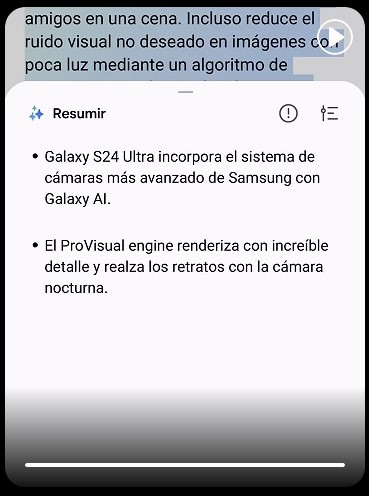 amigos en una cena. Incluso reduce el
ruido visual no deseado en imágenes con
poca luz mediante un algoritmo de
Resumir
• Galaxy S24 Ultra incorpora el sistema de
cámaras más avanzado de Samsung con
Galaxy AI.
• El ProVisual engine renderiza con increíble
detalle y realza los retratos con la cámara
nocturna.